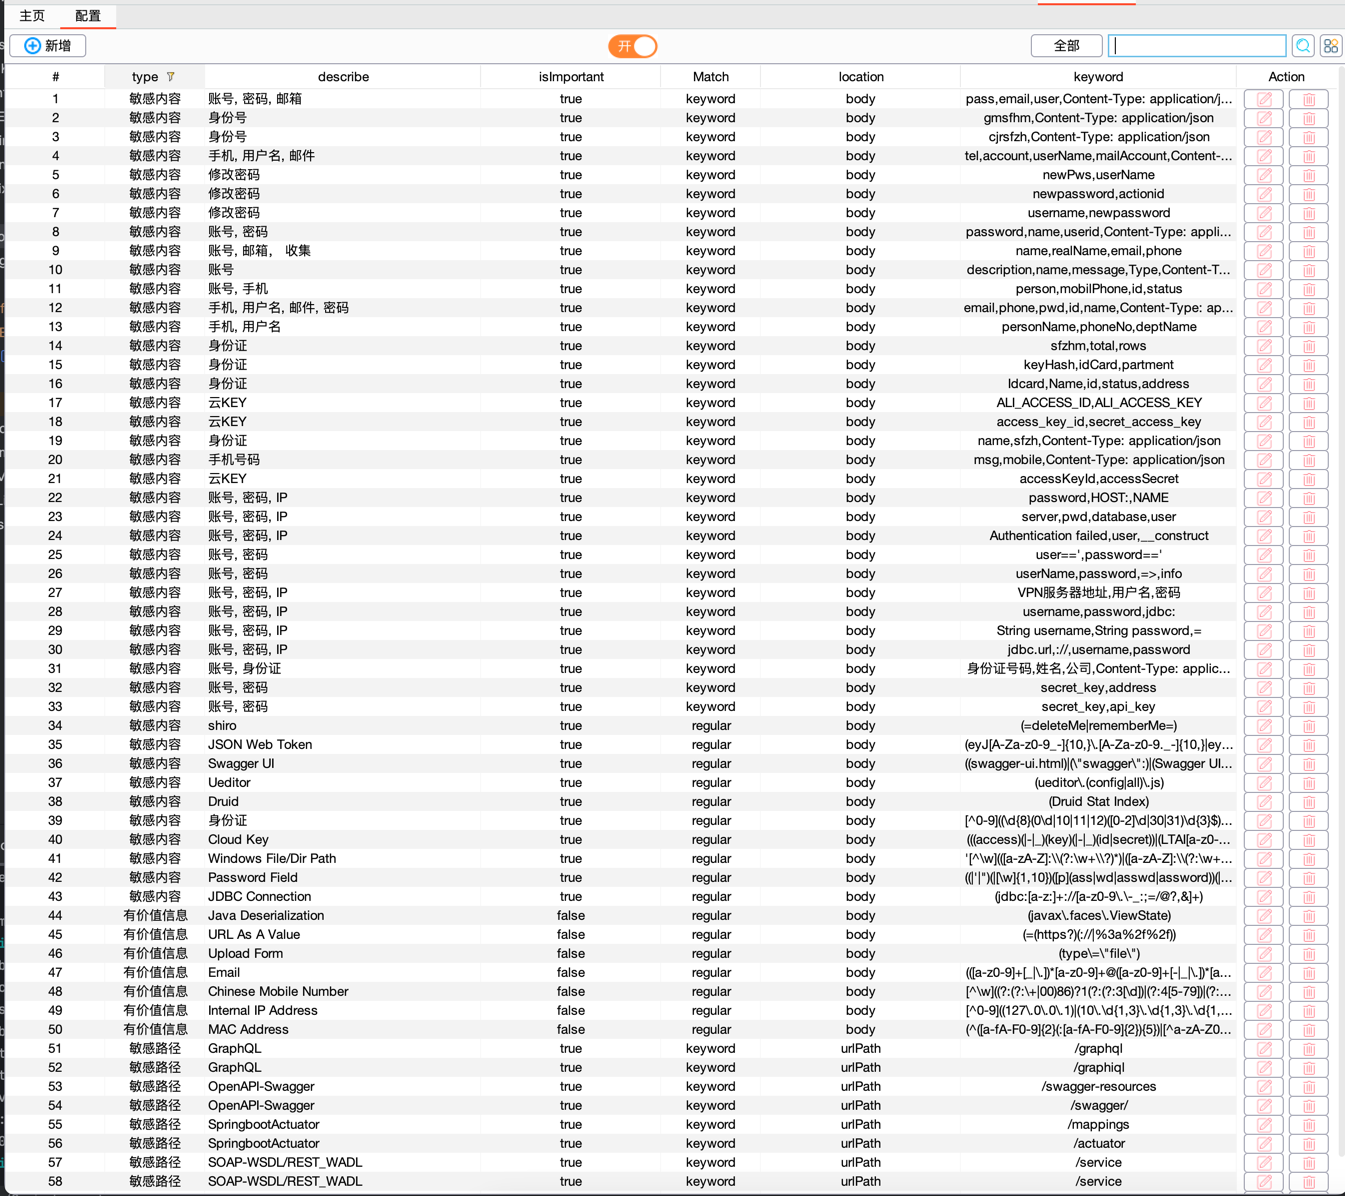 主页 配置
新增 开 全部
# type describe isImportant Match location keyword Action
1 敏感内容 账号, 密码, 邮箱 true keyword body pass,email,user,Content-Type: application/j...
2 敏感内容 身份号 true keyword body gmsfhm,Content-Type: application/json
3 敏感内容 身份号 true keyword body cjrsfzh,Content-Type: application/json
4 敏感内容 手机, 用户名, 邮件 true keyword body tel,account,userName,mailAccount,Content-...
5 敏感内容 修改密码 true keyword body newPws,userName
6 敏感内容 修改密码 true keyword body newpassword,actionid
7 敏感内容 修改密码 true keyword body username,newpassword
8 敏感内容 账号, 密码 true keyword body password,name,userid,Content-Type: appli...
9 敏感内容 账号, 邮箱， 收集 true keyword body name,realName,email,phone
10 敏感内容 账号 true keyword body description,name,message,Type,Content-T...
11 敏感内容 账号, 手机 true keyword body person,mobilPhone,id,status
12 敏感内容 手机, 用户名, 邮件, 密码 true keyword body email,phone,pwd,id,name,Content-Type: ap...
13 敏感内容 手机, 用户名 true keyword body personName,phoneNo,deptName
14 敏感内容 身份证 true keyword body sfzhm,total,rows
15 敏感内容 身份证 true keyword body keyHash,idCard,partment
16 敏感内容 身份证 true keyword body Idcard,Name,id,status,address
17 敏感内容 云KEY true keyword body ALI_ACCESS_ID,ALI_ACCESS_KEY
18 敏感内容 云KEY true keyword body access_key_id,secret_access_key
19 敏感内容 身份证 true keyword body name,sfzh,Content-Type: application/json
20 敏感内容 手机号码 true keyword body msg,mobile,Content-Type: application/json
21 敏感内容 云KEY true keyword body accessKeyId,accessSecret
22 敏感内容 账号, 密码, IP true keyword body password,HOST:,NAME
23 敏感内容 账号, 密码, IP true keyword body server,pwd,database,user
24 敏感内容 账号, 密码, IP true keyword body Authentication failed,user,__construct
25 敏感内容 账号, 密码 true keyword body user==',password=='
26 敏感内容 账号, 密码 true keyword body userName,password,=>,info
27 敏感内容 账号, 密码, IP true keyword body VPN服务器地址,用户名,密码
28 敏感内容 账号, 密码, IP true keyword body username,password,jdbc:
29 敏感内容 账号, 密码, IP true keyword body String username,String password,=
30 敏感内容 账号, 密码, IP true keyword body jdbc.url,://,username,password
31 敏感内容 账号, 身份证 true keyword body 身份证号码,姓名,公司,Content-Type: applic...
32 敏感内容 账号, 密码 true keyword body secret_key,address
33 敏感内容 账号, 密码 true keyword body secret_key,api_key
34 敏感内容 shiro true regular body (=deleteMe|rememberMe=)
35 敏感内容 JSON Web Token true regular body (eyJ[A-Za-z0-9_-]{10,}\.[A-Za-z0-9._-]{10,}|ey...
36 敏感内容 Swagger UI true regular body ((swagger-ui.html)|(\"swagger\":)|(Swagger UI...
37 敏感内容 Ueditor true regular body (ueditor\.(config|all)\.js)
38 敏感内容 Druid true regular body (Druid Stat Index)
39 敏感内容 身份证 true regular body [^0-9]((\d{8}(0\d|10|11|12)([0-2]\d|30|31)\d{3}$)...
40 敏感内容 Cloud Key true regular body (((access)(|-|_)(key)(|-|_)(id|secret))|(LTAI[a-z0-...
41 敏感内容 Windows File/Dir Path true regular body '[^\w](([a-zA-Z]:\\(?:\w+\\?)*)|([a-zA-Z]:\\(?:\w+...
42 敏感内容 Password Field true regular body ((|'|")(|[\w]{1,10})([p](ass|wd|asswd|assword))(|...
43 敏感内容 JDBC Connection true regular body (jdbc:[a-z:]+://[a-z0-9\.\-_:;=/@?,&]+)
44 有价值信息 Java Deserialization false regular body (javax\.faces\.ViewState)
45 有价值信息 URL As A Value false regular body (=(https?)(://|%3a%2f%2f))
46 有价值信息 Upload Form false regular body (type\=\"file\")
47 有价值信息 Email false regular body (([a-z0-9]+[_|\.])*[a-z0-9]+@([a-z0-9]+[-|_|\.])*[a...
48 有价值信息 Chinese Mobile Number false regular body [^\w]((?:(?:\+|00)86)?1(?:(?:3[\d])|(?:4[5-79])|(?:...
49 有价值信息 Internal IP Address false regular body [^0-9]((127\.0\.0\.1)|(10\.\d{1,3}\.\d{1,3}\.\d{1,...
50 有价值信息 MAC Address false regular body (^([a-fA-F0-9]{2}(:[a-fA-F0-9]{2}){5})|[^a-zA-Z0...
51 敏感路径 GraphQL true keyword urlPath /graphql
52 敏感路径 GraphQL true keyword urlPath /graphiql
53 敏感路径 OpenAPI-Swagger true keyword urlPath /swagger-resources
54 敏感路径 OpenAPI-Swagger true keyword urlPath /swagger/
55 敏感路径 SpringbootActuator true keyword urlPath /mappings
56 敏感路径 SpringbootActuator true keyword urlPath /actuator
57 敏感路径 SOAP-WSDL/REST_WADL true keyword urlPath /service
58 敏感路径 SOAP-WSDL/REST_WADL true keyword urlPath /service